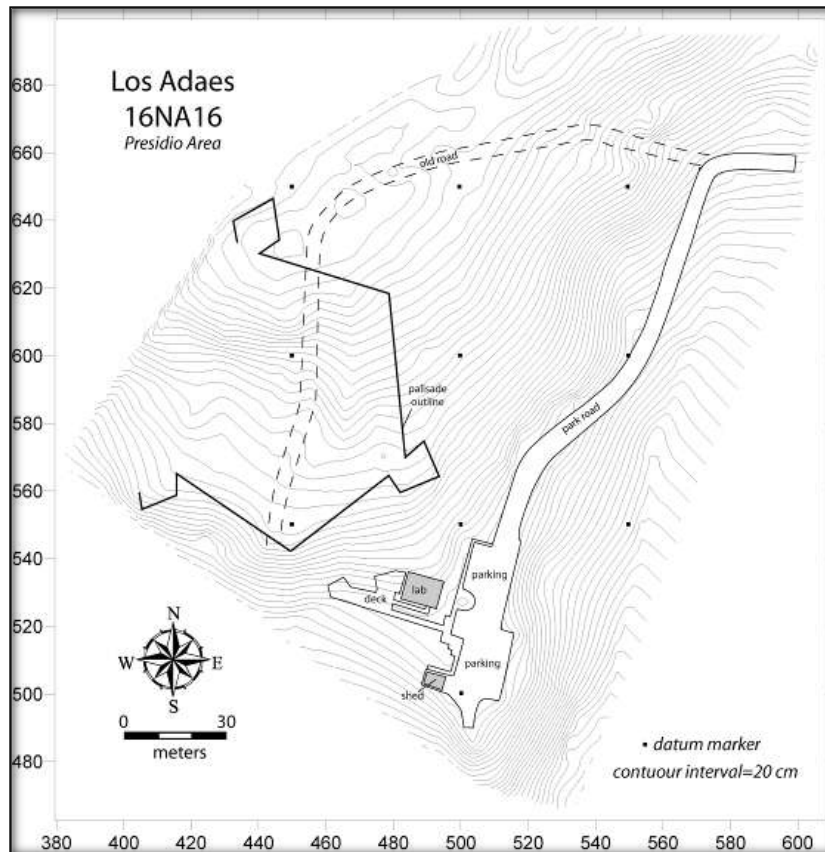 Los Adaes
16NA16
Presidio Area
680
660
640
620
600
580
560
540
520
500
480
old road
palisade
outline
park road
parking
lab
deck
parking
shed
N
W E
S
0 30
meters
datum marker
contuour interval=20 cm
380 400 420 440 460 480 500 520 540 560 580 600